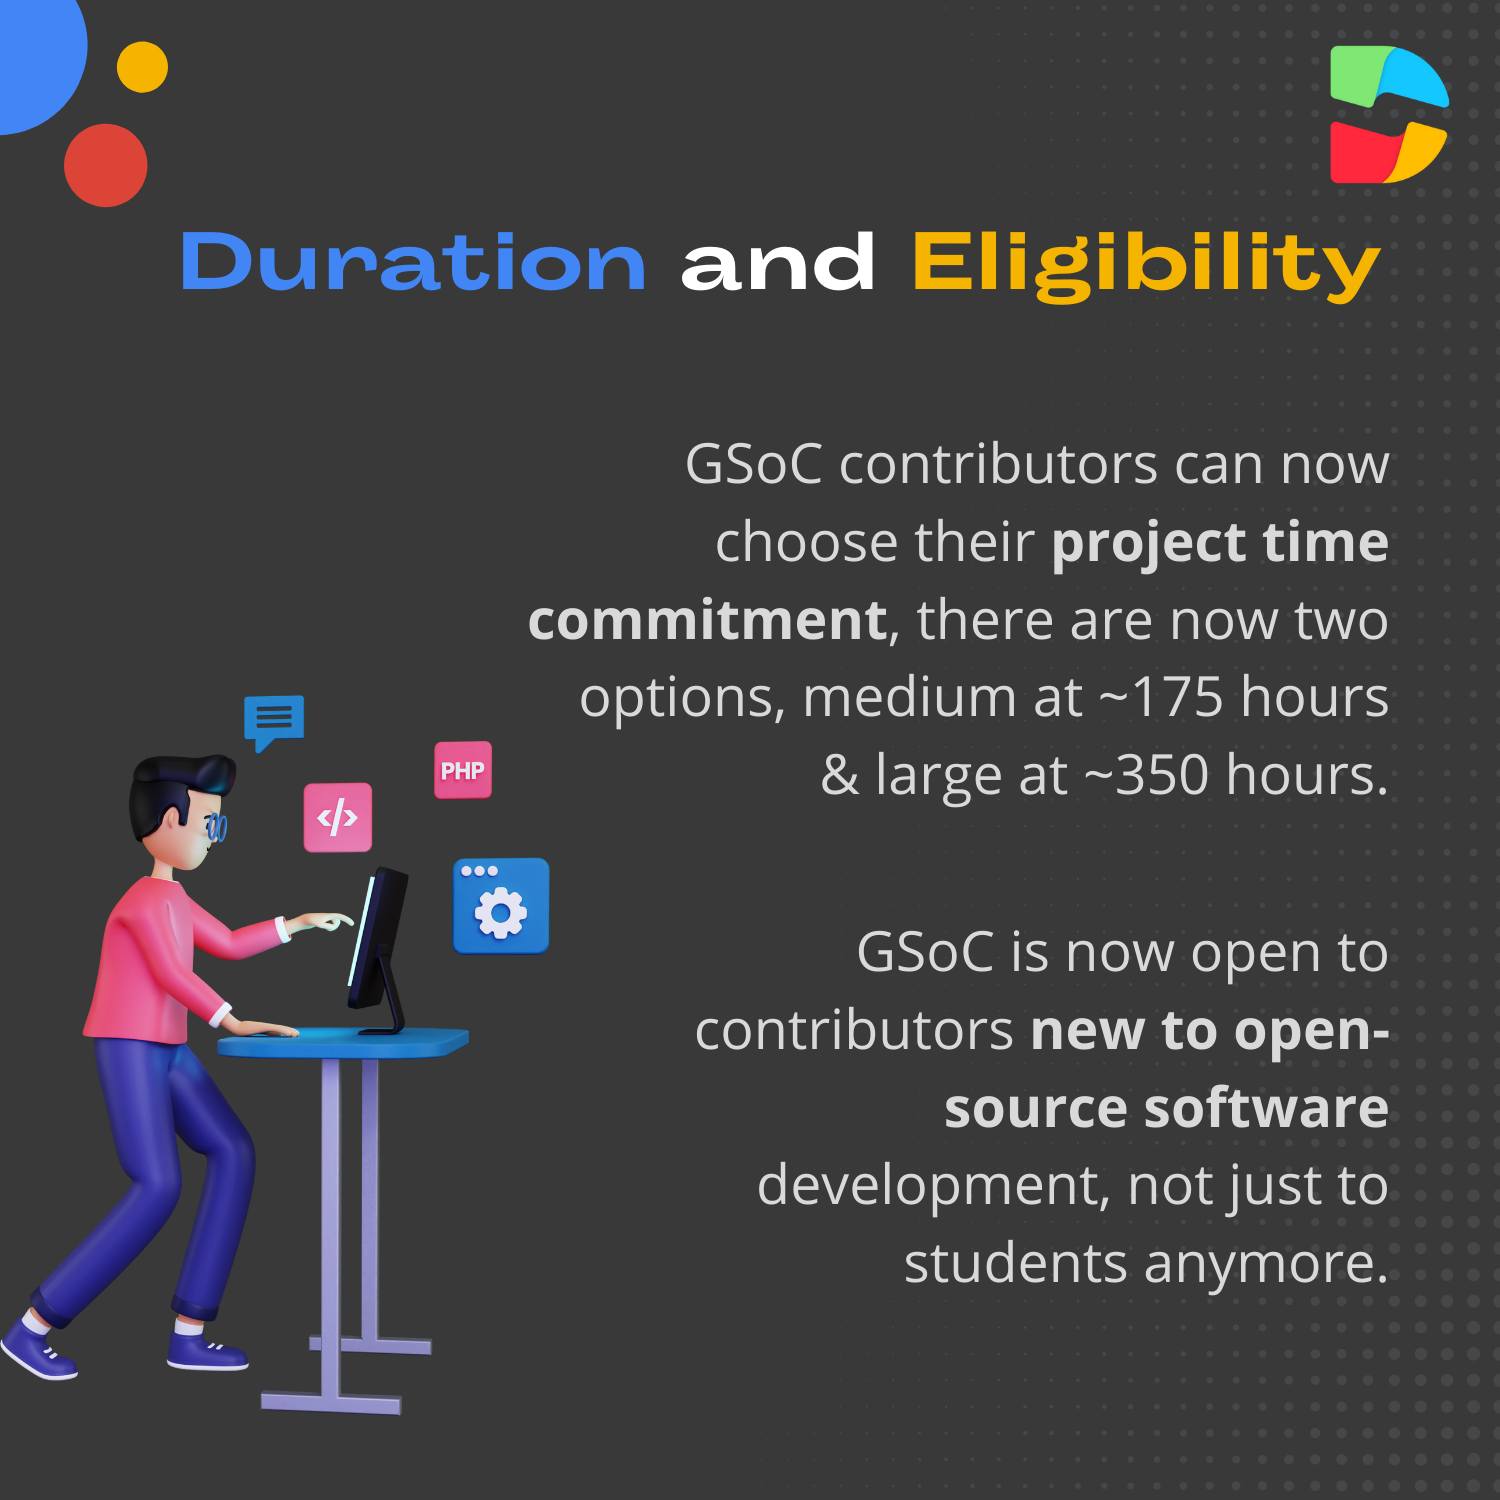 Duration and Eligibility
GSoC contributors can now
choose their project time
commitment, there are now two
options, medium at ~175 hours
& large at ~350 hours.
PHP
</>
GSoC is now open to
contributors new to open-
source software
development, not just to
students anymore.